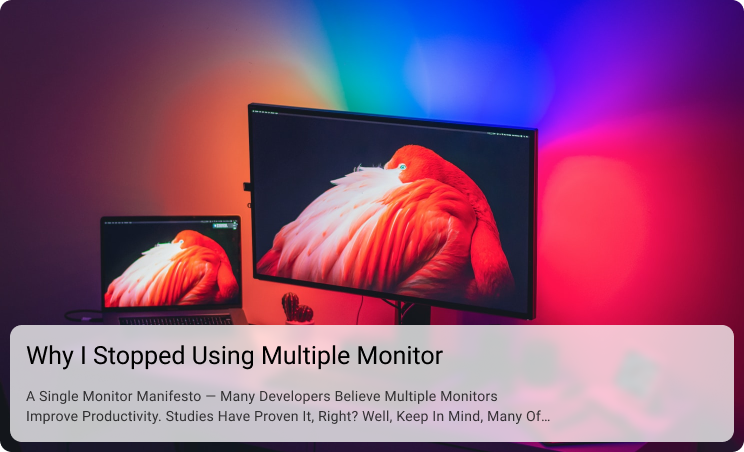 Why I Stopped Using Multiple Monitor
A Single Monitor Manifesto — Many Developers Believe Multiple Monitors
Improve Productivity. Studies Have Proven It, Right? Well, Keep In Mind, Many Of…